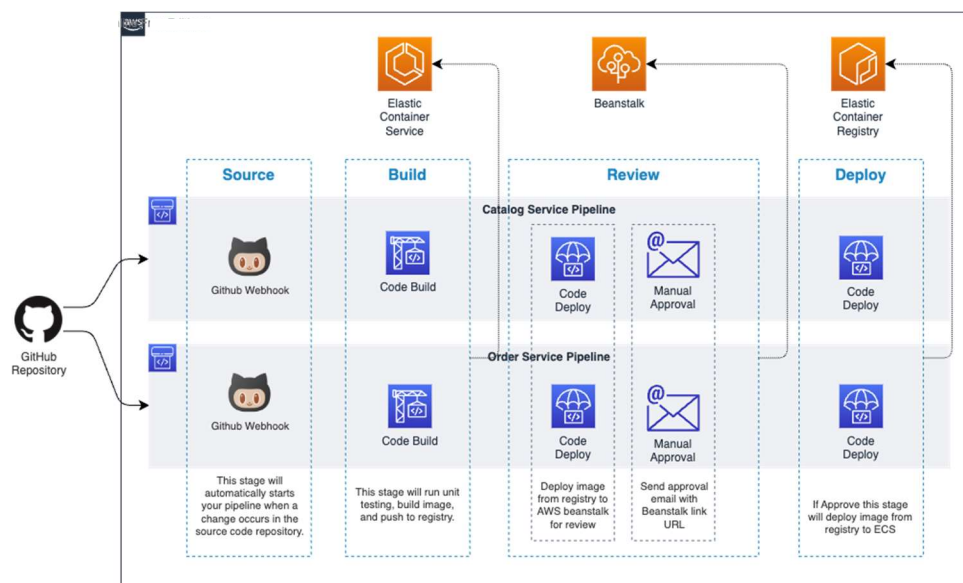 aws
Elastic
Container
Service
Beanstalk
Elastic
Container
Registry
Source
Build
Review
Deploy
Catalog Service Pipeline
Github Webhook
Code Build
Code
Deploy
Manual
Approval
Code
Deploy
GitHub
Repository
Order Service Pipeline
Github Webhook
Code Build
Code
Deploy
Manual
Approval
Code
Deploy
This stage will
automatically starts
your pipeline when a
change occurs in the
source code repository.
This stage will run unit
testing, build image,
and push to registry.
Deploy image
from registry to
AWS beanstalk
for review
Send approval
email with
Beanstalk link
URL
If Approve this stage
will deploy image from
registry to ECS